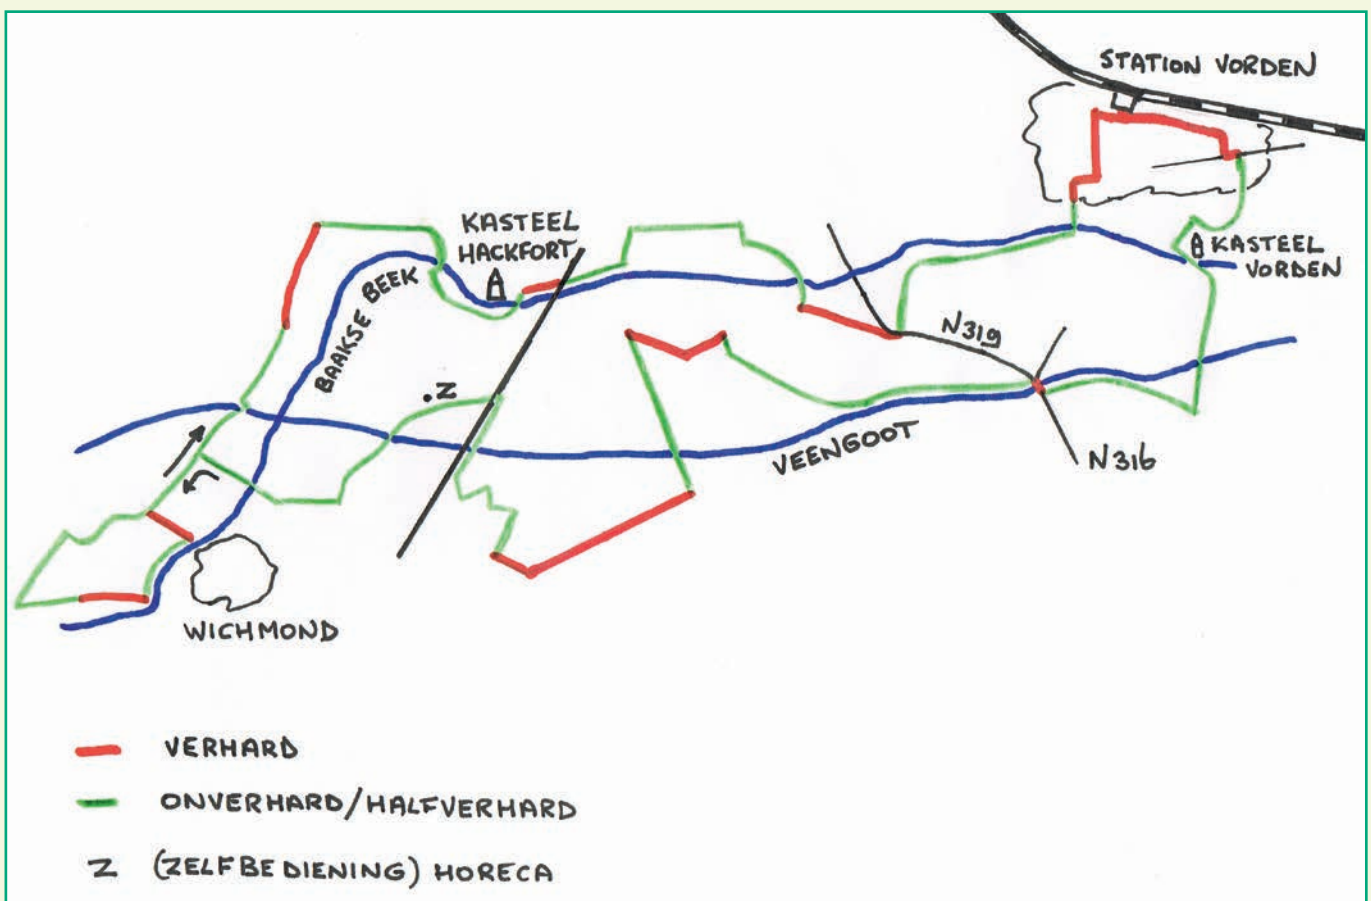 STATION VORDEN
KASTEEL
HACKFORT
KASTEEL
VORDEN
BAAKSE BEEK
N319
.Z
VEENGOOT
N316
WICHMOND
VERHARD
ONVERHARD/HALFVERHARD
Z (ZELFBEDIENING) HORECA